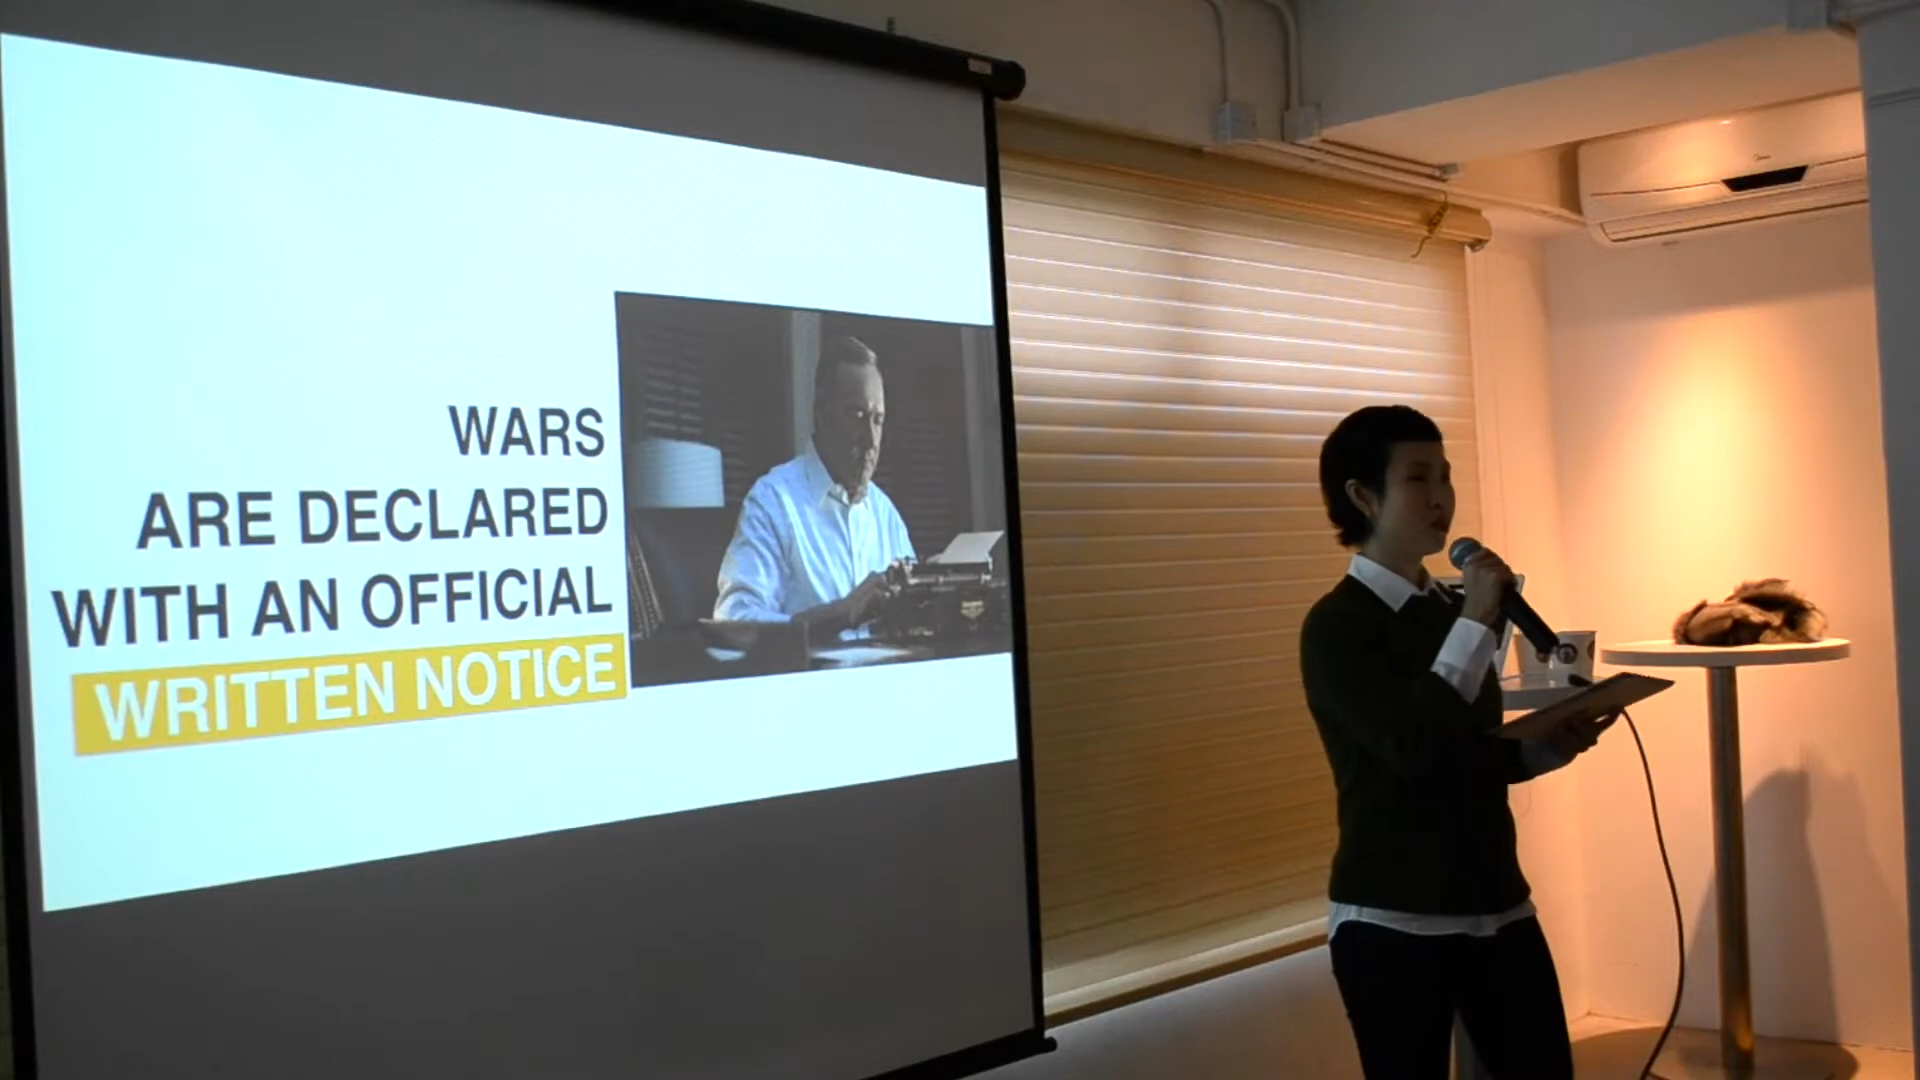 WARS
ARE DECLARED
WITH AN OFFICIAL
WRITTEN NOTICE